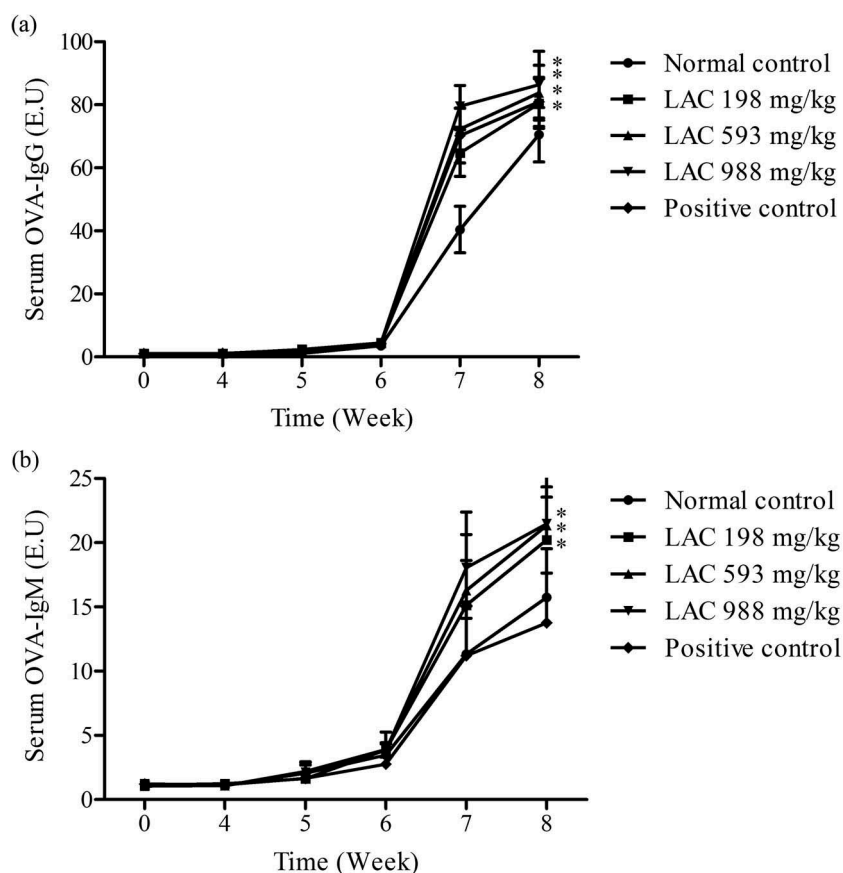 (a)
Serum OVA-IgG (E.U)
100
80
60
40
20
0
0 4 5 6 7 8
Time (Week)
* * * *
Normal control
LAC 198 mg/kg
LAC 593 mg/kg
LAC 988 mg/kg
Positive control
(b)
Serum OVA-IgM (E.U)
25
20
15
10
5
0
0 4 5 6 7 8
Time (Week)
* * *
Normal control
LAC 198 mg/kg
LAC 593 mg/kg
LAC 988 mg/kg
Positive control